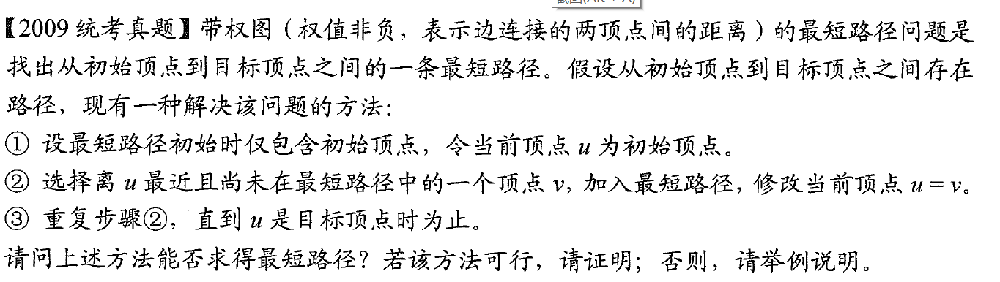 【2009 统考真题】带权图（权值非负，表示边连接的两顶点间的距离）的最短路径问题是
找出从初始顶点到目标顶点之间的一条最短路径。假设从初始顶点到目标顶点之间存在
路径，现有一种解决该问题的方法：
① 设最短路径初始时仅包含初始顶点，令当前顶点 u 为初始顶点。
② 选择离 u 最近且尚未在最短路径中的一个顶点 v，加入最短路径，修改当前顶点 u = v。
③ 重复步骤②，直到 u 是目标顶点时为止。
请问上述方法能否求得最短路径？若该方法可行，请证明；否则，请举例说明。